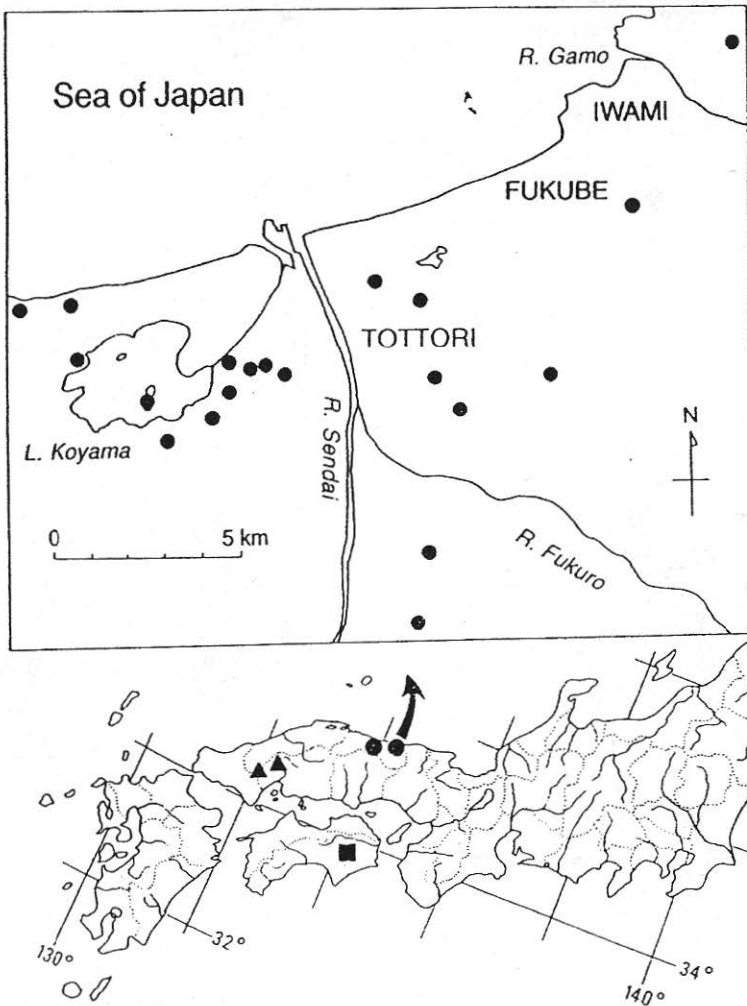 R. Gamo
Sea of Japan
IWAMI
FUKUBE
TOTTORI
R. Sendai
L. Koyama
N
0 5 km
R. Fukuro
130°
32°
34°
140°